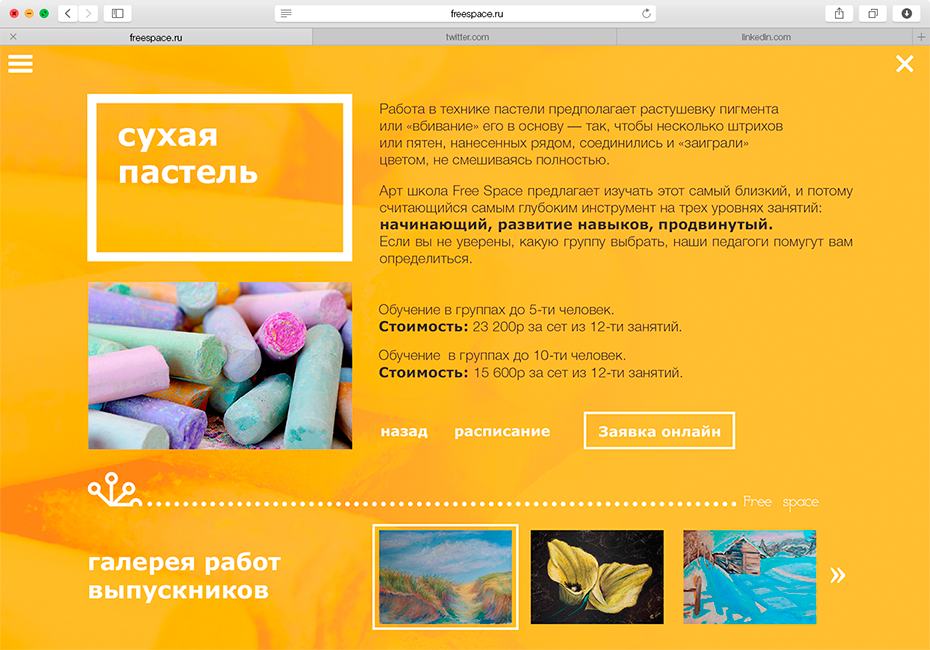 freespace.ru
freespace.ru
twitter.com
linkedin.com
сухая
пастель
Работа в технике пастели предполагает растушевку пигмента
или «вбивание» его в основу — так, чтобы несколько штрихов
или пятен, нанесенных рядом, соединились и «заиграли»
цветом, не смешиваясь полностью.
Арт школа Free Space предлагает изучать этот самый близкий, и потому
считающийся самым глубоким инструмент на трех уровнях занятий:
начинающий, развитие навыков, продвинутый.
Если вы не уверены, какую группу выбрать, наши педагоги помугут вам
определиться.
Обучение в группах до 5-ти человек.
Стоимость: 23 200р за сет из 12-ти занятий.
Обучение в группах до 10-ти человек.
Стоимость: 15 600р за сет из 12-ти занятий.
назад расписание Заявка онлайн
Free space
галерея работ
выпускников